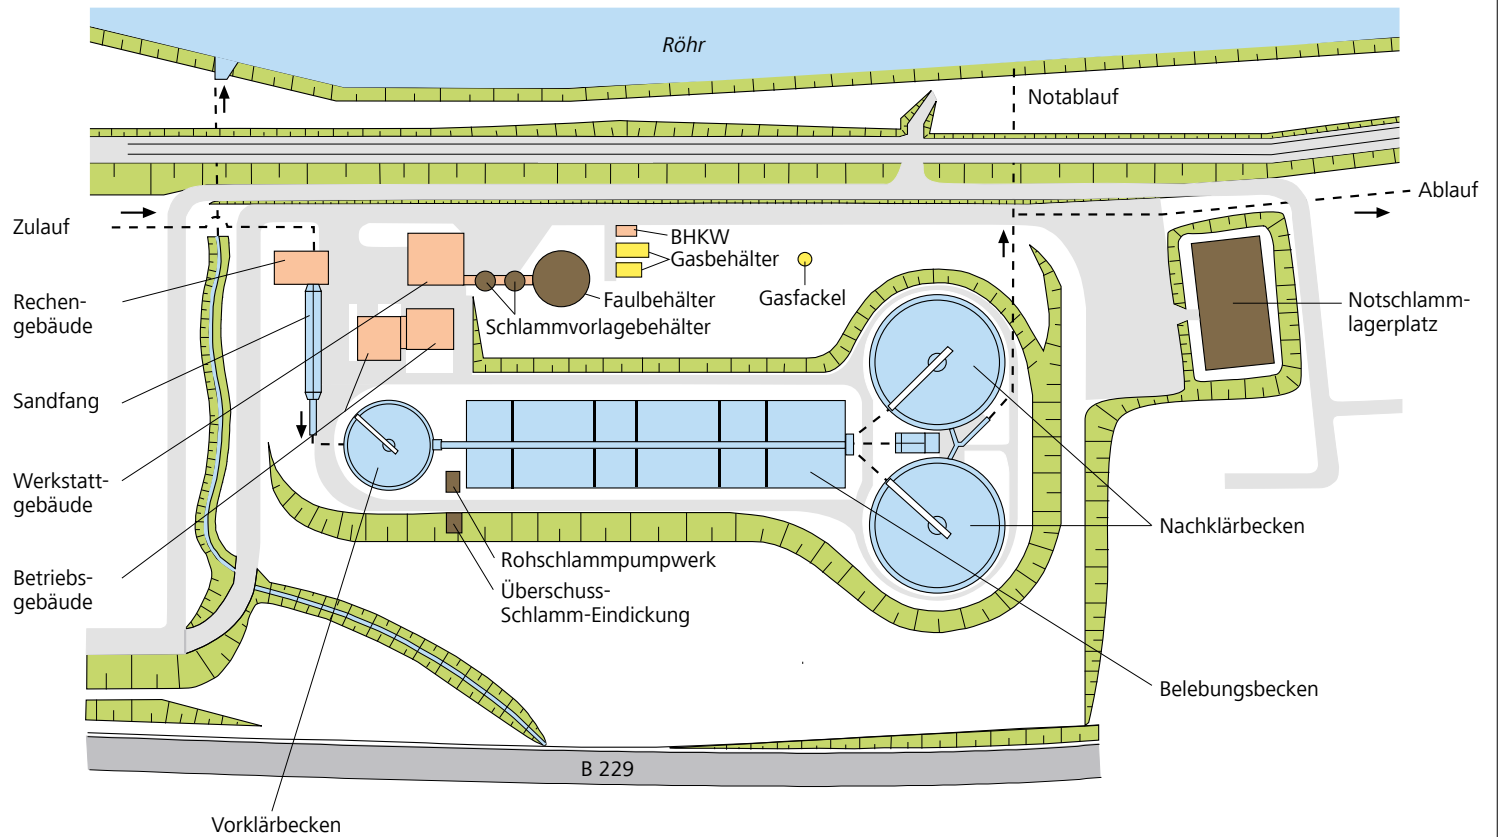 Röhr
Notablauf
Ablauf
Zulauf
BHKW
Gasbehälter
Gasfackel
Faulbehälter
Schlammvorlagebehälter
Rechen-
gebäude
Notschlamm-
lagerplatz
Sandfang
Werkstatt-
gebäude
Nachklärbecken
Rohschlammpumpwerk
Betriebs-
gebäude
Überschuss-
Schlamm-Eindickung
Belebungsbecken
B 229
Vorklärbecken